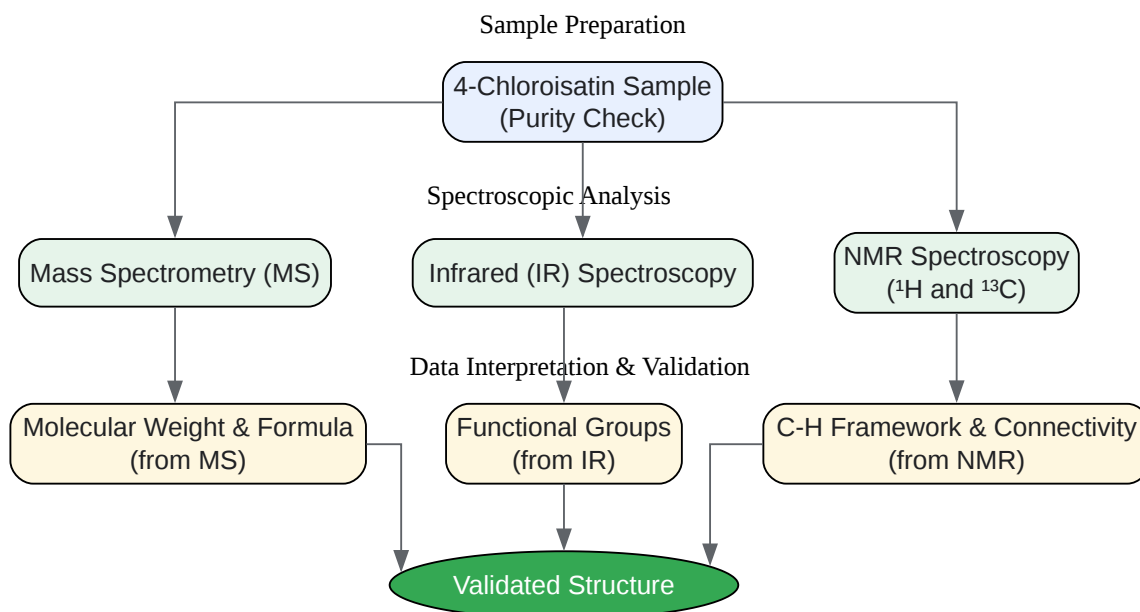 Sample Preparation
4-Chloroisatin Sample
(Purity Check)
Spectroscopic Analysis
Mass Spectrometry (MS)
Infrared (IR) Spectroscopy
NMR Spectroscopy
(¹H and ¹³C)
Data Interpretation & Validation
Molecular Weight & Formula
(from MS)
Functional Groups
(from IR)
C-H Framework & Connectivity
(from NMR)
Validated Structure